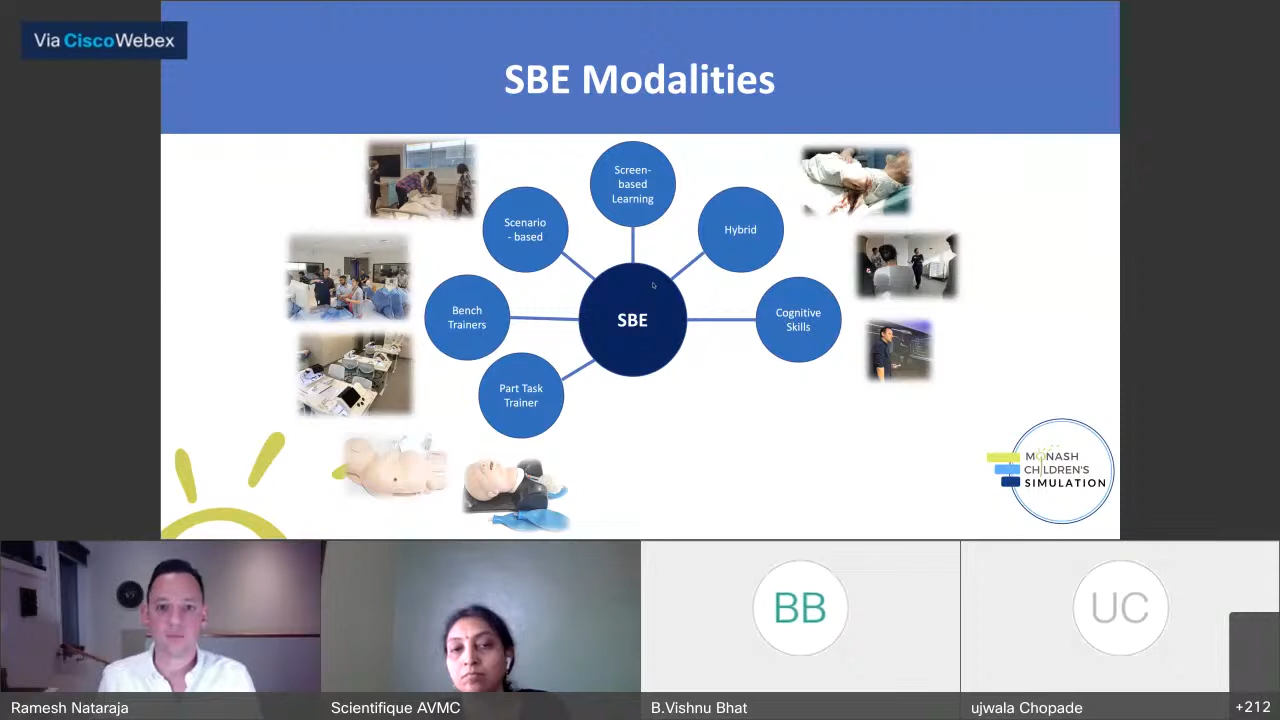 Via CiscoWebex
SBE Modalities
Screen-
based
Learning
Scenario
- based
Hybrid
Bench
Trainers
SBE
Cognitive
Skills
Part Task
Trainer
MONASH
CHILDREN'S
SIMULATION
BB
UC
Ramesh Nataraja
Scientifique AVMC
B.Vishnu Bhat
ujwala Chopade
+212